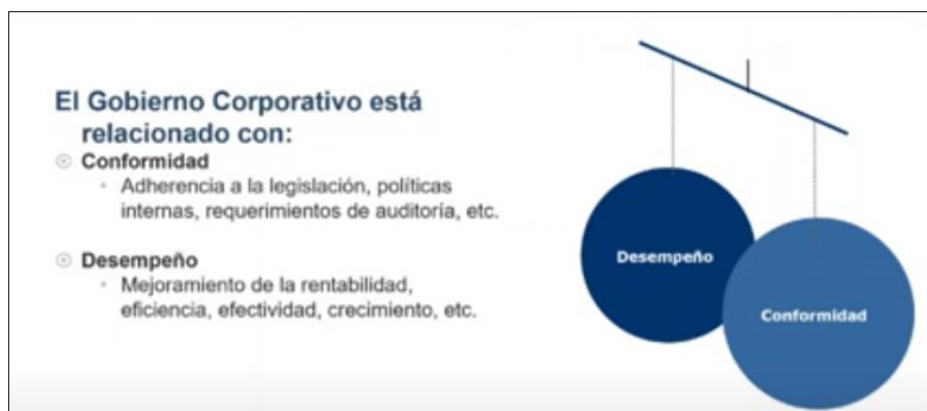 El Gobierno Corporativo está
relacionado con:
Conformidad
Adherencia a la legislación, políticas
internas, requerimientos de auditoría, etc.
Desempeño
Mejoramiento de la rentabilidad,
eficiencia, efectividad, crecimiento, etc.
Desempeño
Conformidad